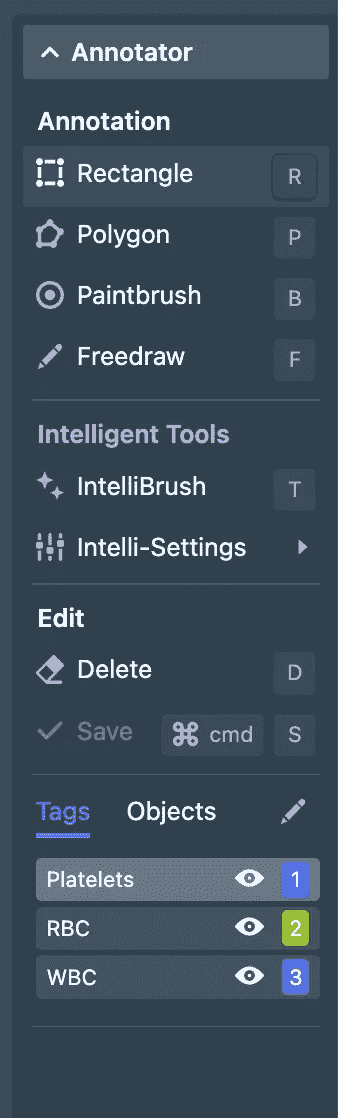 Annotator
Annotation
Rectangle R
Polygon P
Paintbrush B
Freedraw F
Intelligent Tools
IntelliBrush T
Intelli-Settings
Edit
Delete D
Save ⌘ cmd S
Tags Objects
Platelets 1
RBC 2
WBC 3